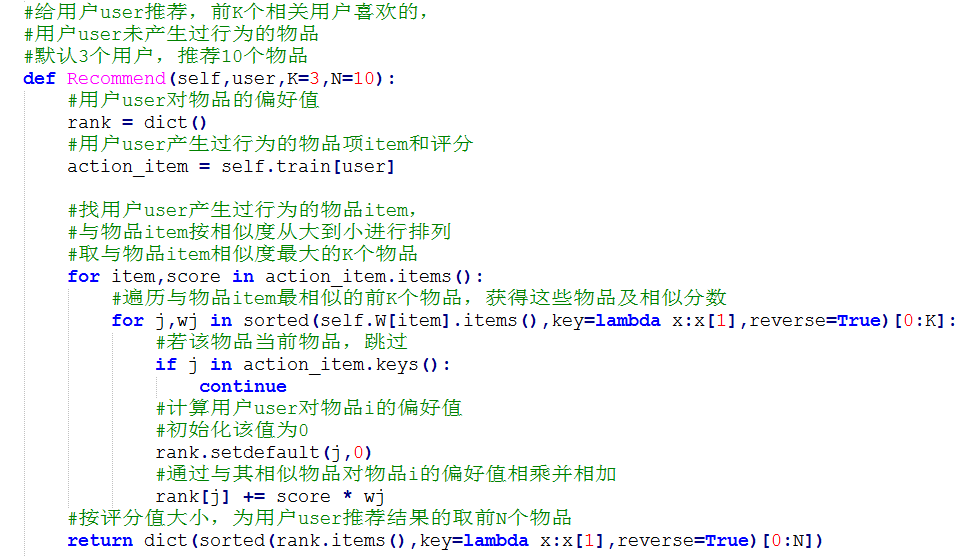 #给用户user推荐，前K个相关用户喜欢的，
#用户user未产生过行为的物品
#默认3个用户，推荐10个物品
def Recommend(self,user,K=3,N=10):
    #用户user对物品的偏好值
    rank = dict()
    #用户user产生过行为的物品项item和评分
    action_item = self.train[user]

    #找用户user产生过行为的物品item，
    #与物品item按相似度从大到小进行排列
    #取与物品item相似度最大的K个物品
    for item,score in action_item.items():
        #遍历与物品item最相似的前K个物品，获得这些物品及相似分数
        for j,wj in sorted(self.W[item].items(),key=lambda x:x[1],reverse=True)[0:K]:
            #若该物品当前物品，跳过
            if j in action_item.keys():
                continue
            #计算用户user对物品i的偏好值
            #初始化该值为0
            rank.setdefault(j,0)
            #通过与其相似物品对物品i的偏好值相乘并相加
            rank[j] += score * wj
    #按评分值大小，为用户user推荐结果的取前N个物品
    return dict(sorted(rank.items(),key=lambda x:x[1],reverse=True)[0:N])